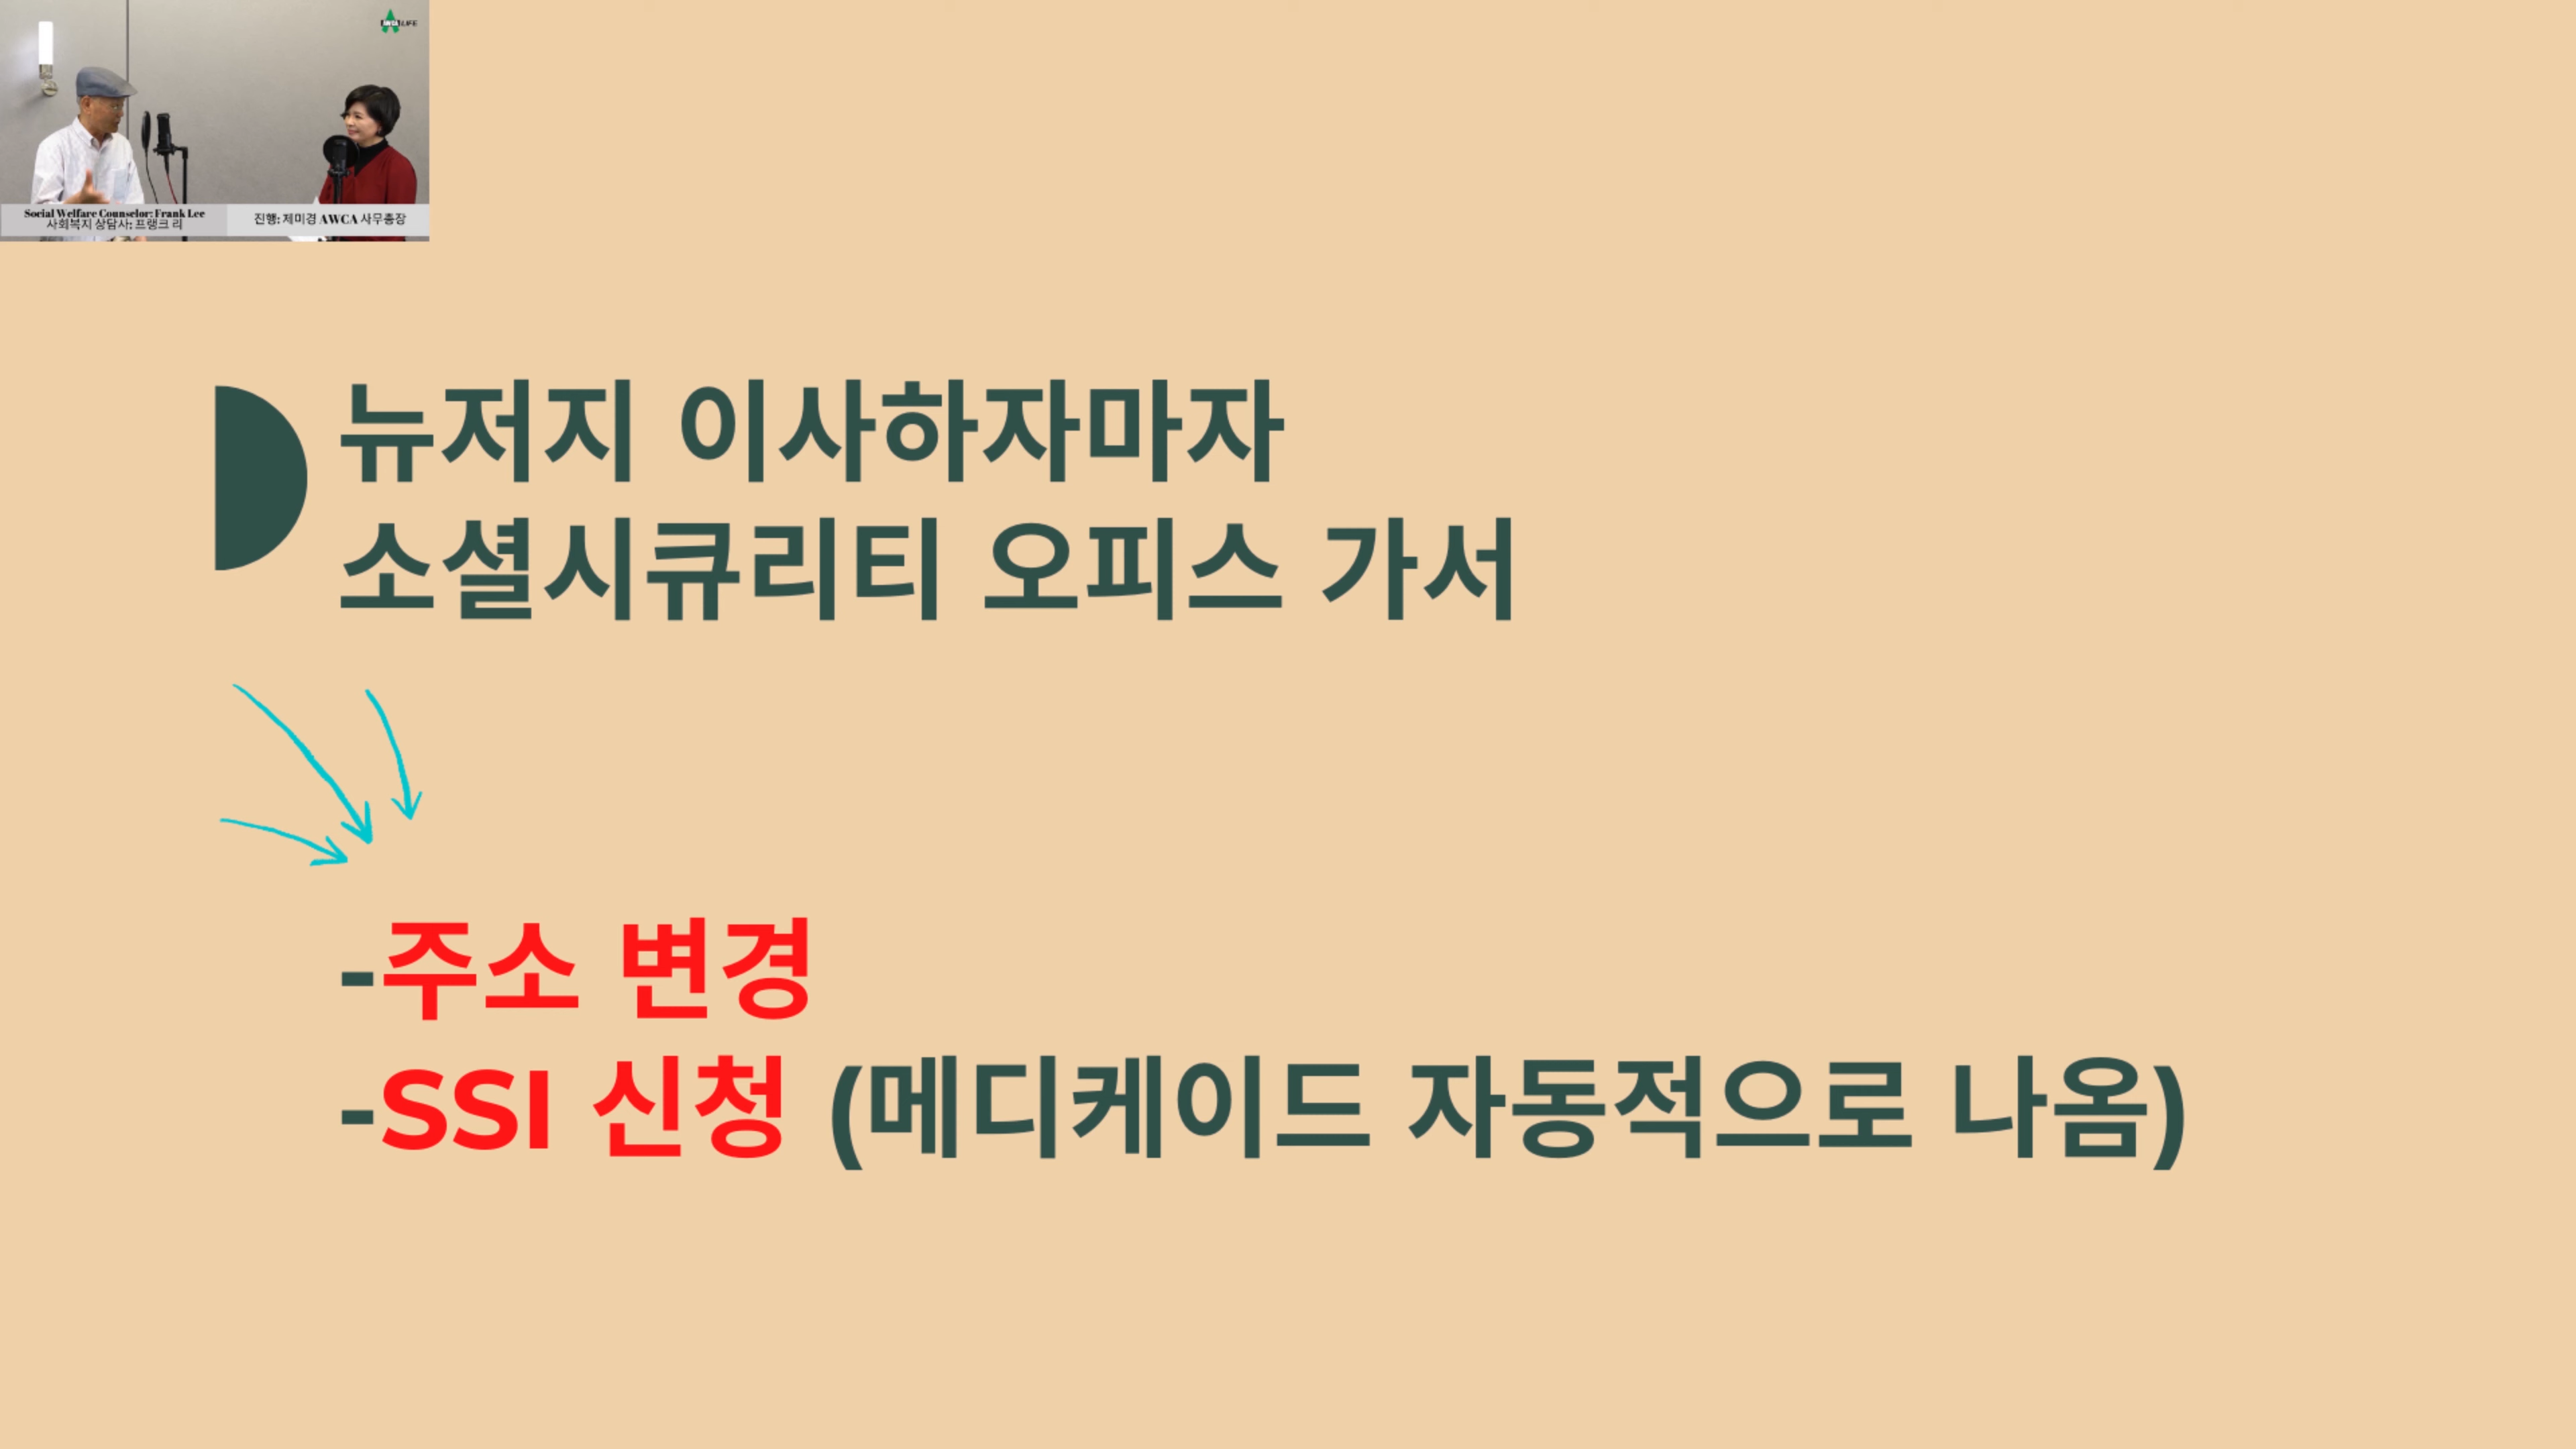 AWCA LIFE
Social Welfare Counselor: Frank Lee
사회복지 상담사: 프랭크 리
진행: 제미경 AWCA 사무총장
뉴저지 이사하자마자
소셜시큐리티 오피스 가서
-주소 변경
-SSI 신청 (메디케이드 자동적으로 나옴)